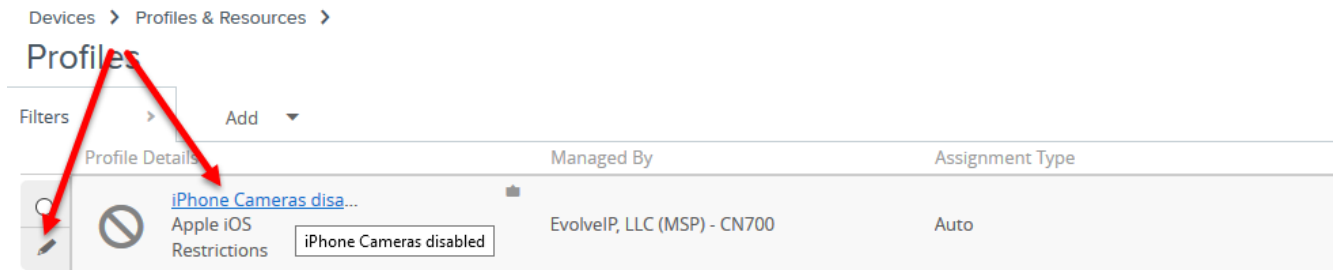 Devices > Profiles & Resources >
Profiles
Filters > Add
Profile Details Managed By Assignment Type
iPhone Cameras disa...
Apple iOS EvolveIP, LLC (MSP) - CN700 Auto
Restrictions iPhone Cameras disabled